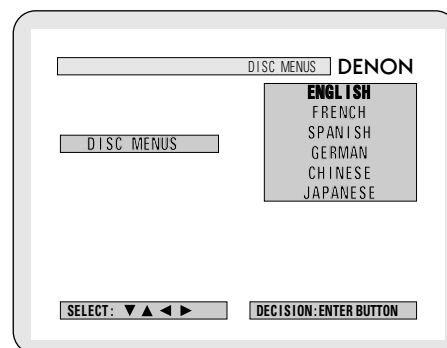 DISC MENUS DENON
ENGLISH
FRENCH
SPANISH
DISC MENUS
GERMAN
CHINESE
JAPANESE
SELECT: ▼ ▲ ◄ ► DECISION:ENTER BUTTON